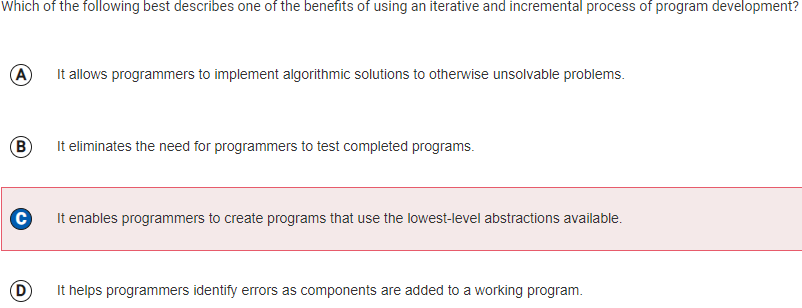 Which of the following best describes one of the benefits of using an iterative and incremental process of program development?
A It allows programmers to implement algorithmic solutions to otherwise unsolvable problems.
B It eliminates the need for programmers to test completed programs.
C It enables programmers to create programs that use the lowest-level abstractions available.
D It helps programmers identify errors as components are added to a working program.